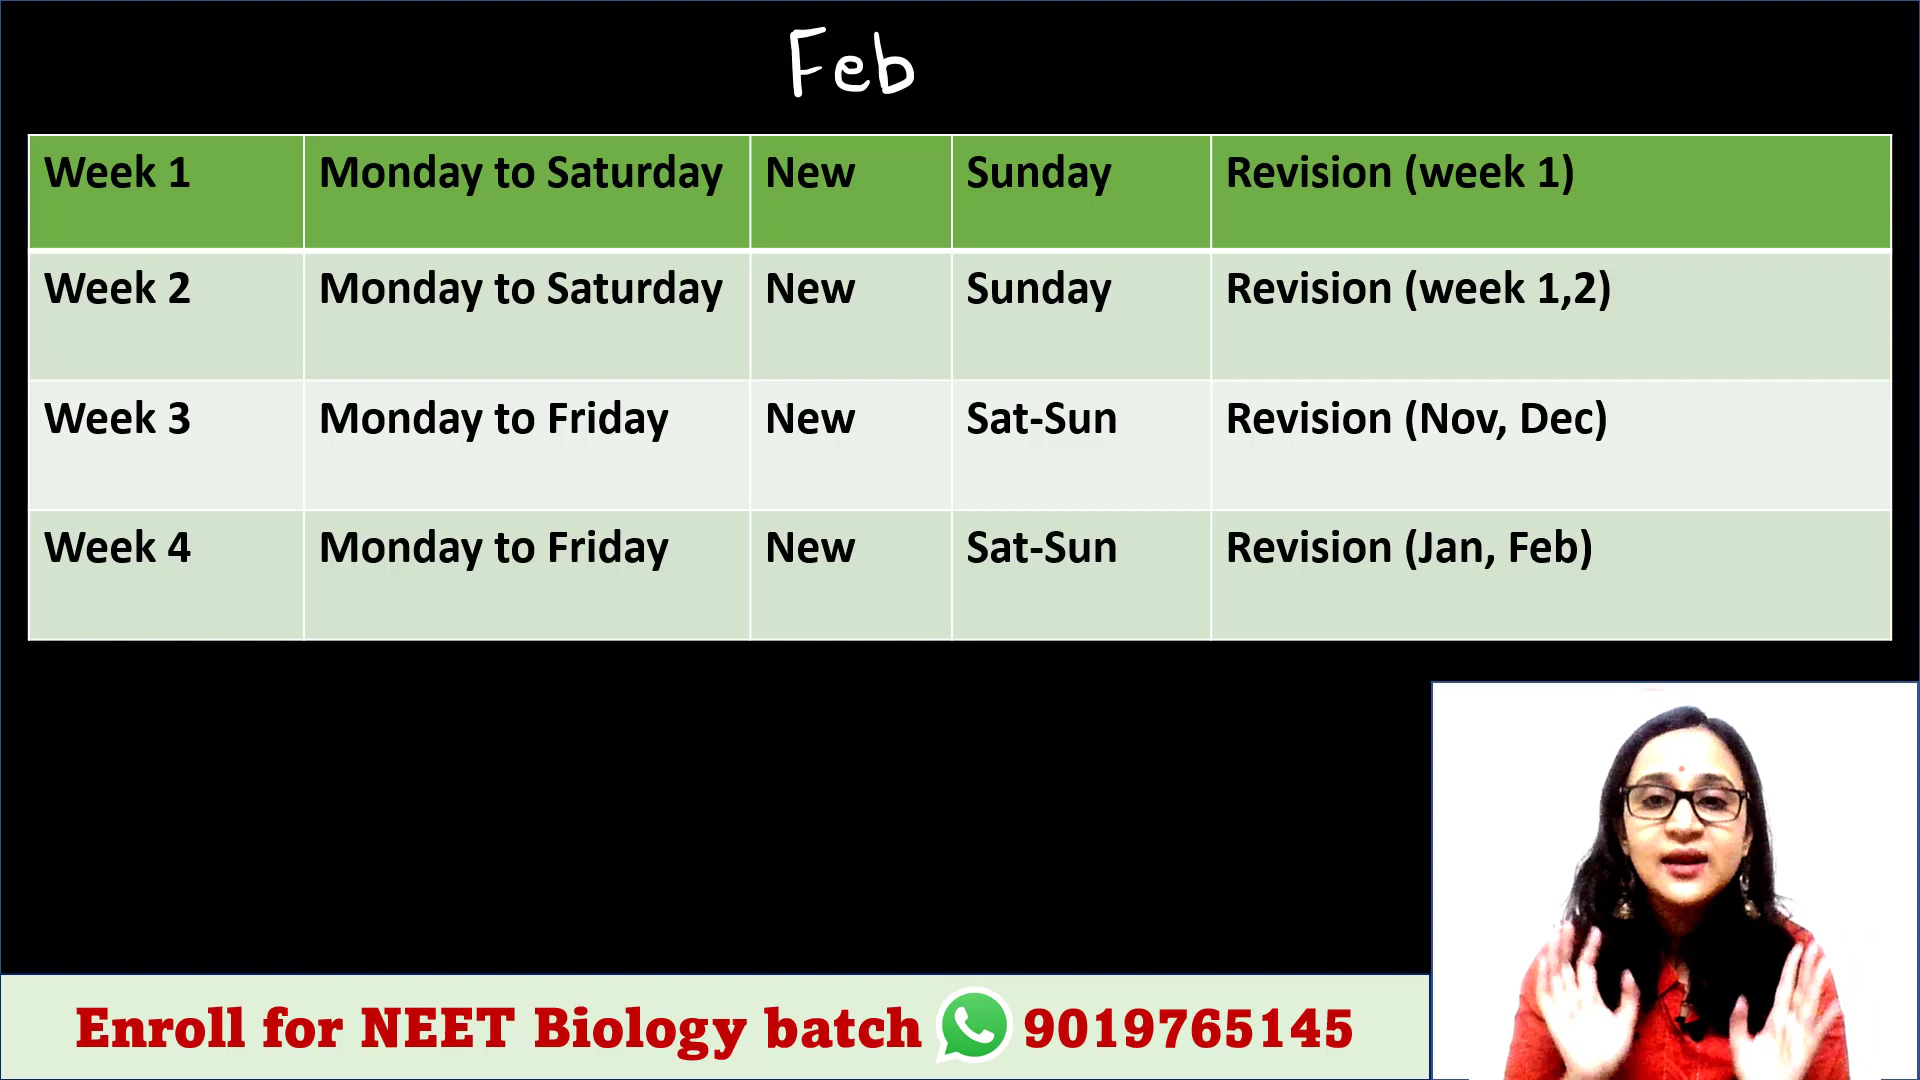 Feb
Week 1 Monday to Saturday New Sunday Revision (week 1)
Week 2 Monday to Saturday New Sunday Revision (week 1,2)
Week 3 Monday to Friday New Sat-Sun Revision (Nov, Dec)
Week 4 Monday to Friday New Sat-Sun Revision (Jan, Feb)
Enroll for NEET Biology batch 9019765145